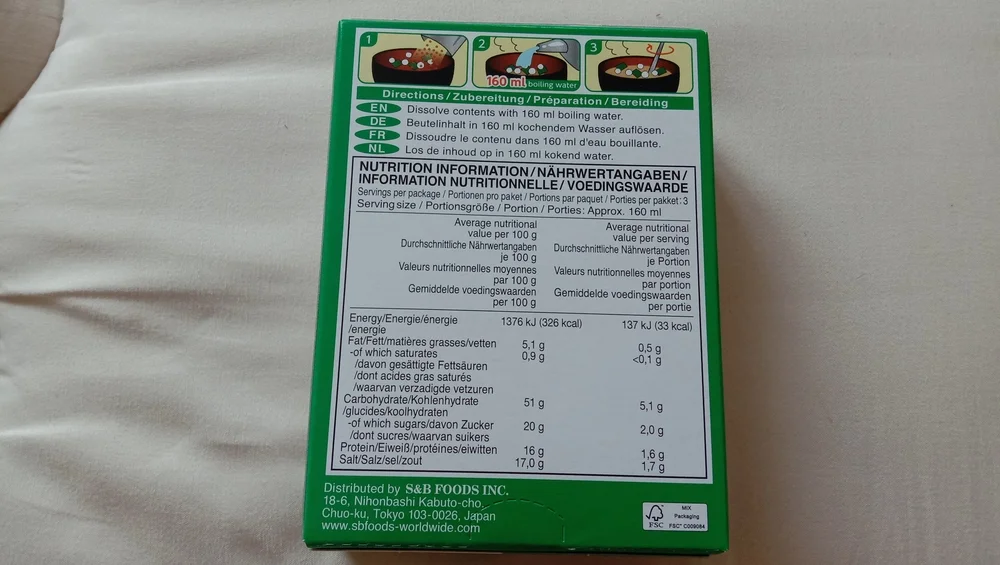 1
2
3
160 ml boiling water
Directions / Zubereitung / Préparation / Bereiding
EN Dissolve contents with 160 ml boiling water.
DE Beutelinhalt in 160 ml kochendem Wasser auflösen.
FR Dissoudre le contenu dans 160 ml d'eau bouillante.
NL Los de inhoud op in 160 ml kokend water.
NUTRITION INFORMATION / NÄHRWERTANGABEN /
INFORMATION NUTRITIONNELLE / VOEDINGSWAARDE
Servings per package / Portionen pro paket / Portions par paquet / Porties per pakket: 3
Serving size / Portionsgröße / Portion / Porties: Approx. 160 ml
Average nutritional
value per 100 g
Durchschnittliche Nährwertangaben
je 100 g
Valeurs nutritionnelles moyennes
par 100 g
Gemiddelde voedingswaarden
per 100 g
Average nutritional
value per serving
Durchschnittliche Nährwertangaben
je Portion
Valeurs nutritionnelles moyennes
par portion
Gemiddelde voedingswaarden
per portie
Energy/Energie/énergie 1376 kJ (326 kcal) 137 kJ (33 kcal)
/energie
Fat/Fett/matières grasses/vetten 5,1 g 0,5 g
-of which saturates 0,9 g <0,1 g
/davon gesättigte Fettsäuren
/dont acides gras saturés
/waarvan verzadigde vetzuren
Carbohydrate/Kohlenhydrate 51 g 5,1 g
/glucides/koolhydraten
-of which sugars/davon Zucker 20 g 2,0 g
/dont sucres/waarvan suikers
Protein/Eiweiß/protéines/eiwitten 16 g 1,6 g
Salt/Salz/sel/zout 17,0 g 1,7 g
Distributed by S&B FOODS INC.
18-6, Nihonbashi Kabuto-cho,
Chuo-ku, Tokyo 103-0026, Japan
www.sbfoods-worldwide.com
FSC
MIX
Packaging
FSC® C009084